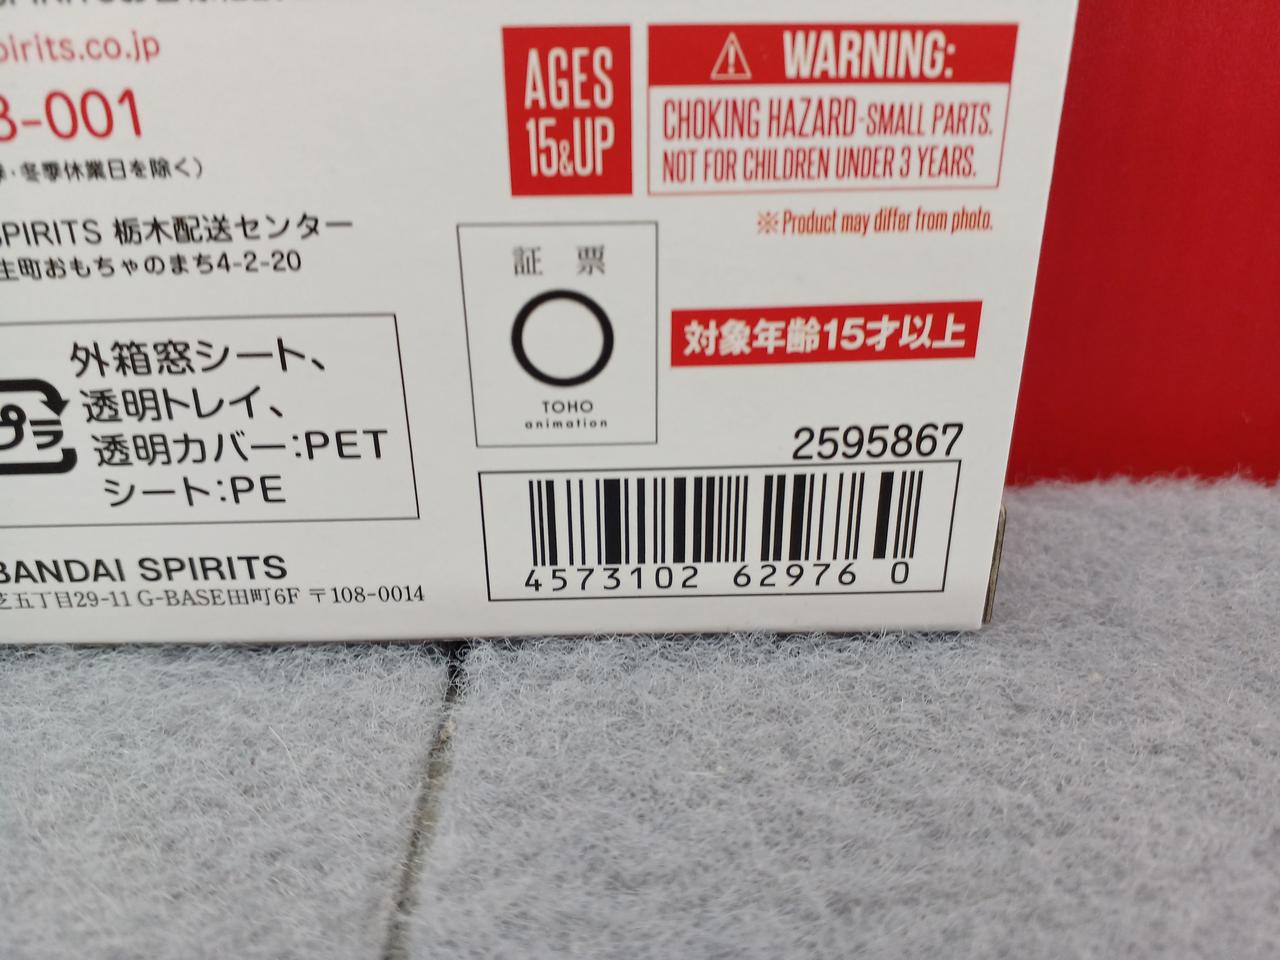 pirits.co.jp
3-001
・冬季休業日を除く）
SPIRITS 栃木配送センター
生町おもちゃのまち4-2-20
外箱窓シート、
透明トレイ、
透明カバー:PET
シート:PE
プラ
BANDAI SPIRITS
芝五丁目29-11 G-BASE田町6F 〒108-0014
AGES
15&UP
WARNING:
CHOKING HAZARD-SMALL PARTS.
NOT FOR CHILDREN UNDER 3 YEARS.
※Product may differ from photo.
証 票
TOHO
animation
対象年齢15才以上
2595867
4573102 62976 0